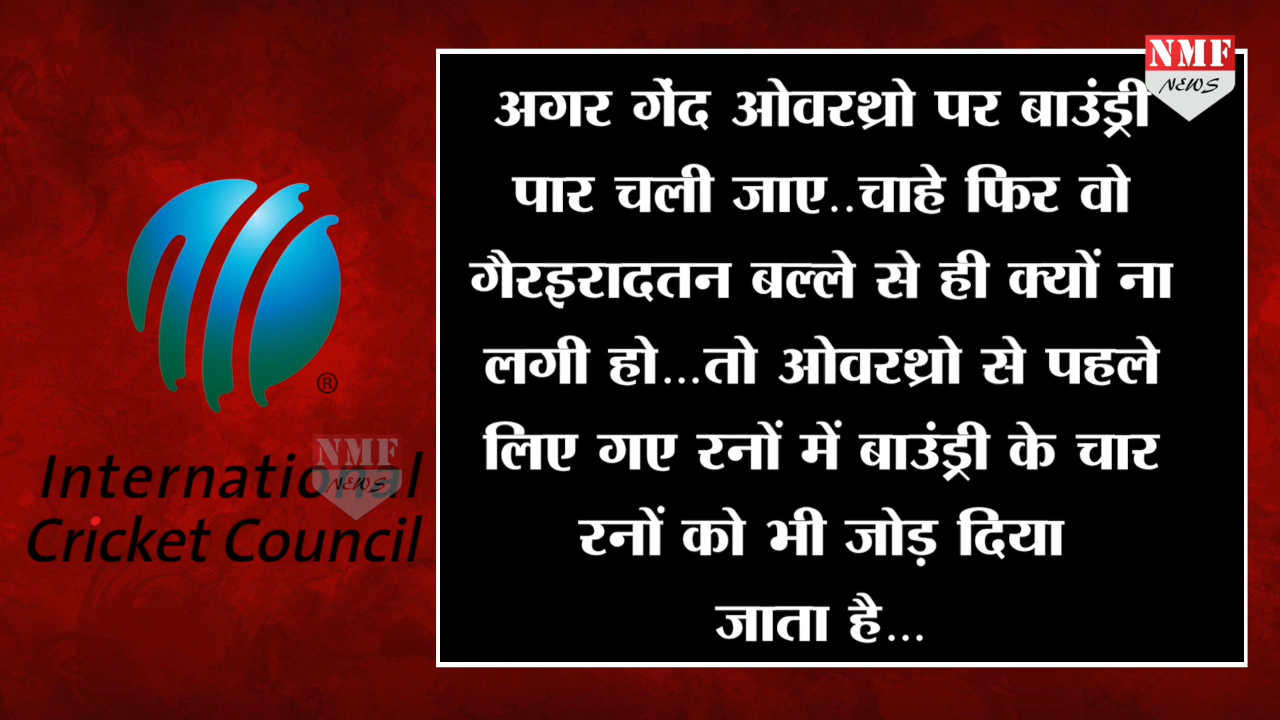 NMF
NEWS
अगर गेंद ओवरथ्रो पर बाउंड्री
पार चली जाए..चाहे फिर वो
गैरइरादतन बल्ले से ही क्यों ना
लगी हो...तो ओवरथ्रो से पहले
लिए गए रनों में बाउंड्री के चार
रनों को भी जोड़ दिया
जाता है...
®
NMF
NEWS
International
Cricket Council